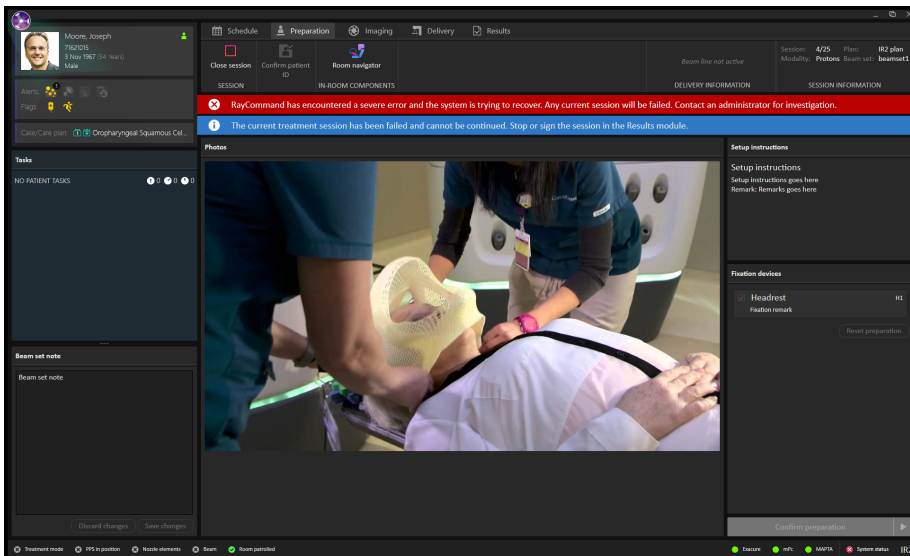 Moore, Joseph
71621015
3 Nov 1967 (54 Years)
Male
Alerts:
Flags:
Case/Care plan: Oropharyngeal Squamous Cel...
Schedule
Preparation
Imaging
Delivery
Results
Close session
Confirm patient
ID
Room navigator
SESSION
IN-ROOM COMPONENTS
Beam line not active
DELIVERY INFORMATION
Session: 4/25 Plan: IR2 plan
Modality: Protons Beam set: beamset1
SESSION INFORMATION
RayCommand has encountered a severe error and the system is trying to recover. Any current session will be failed. Contact an administrator for investigation.
The current treatment session has been failed and cannot be continued. Stop or sign the session in the Results module.
Tasks
NO PATIENT TASKS 0 0 0
Beam set note
Beam set note
Discard changes Save changes
Photos
Setup instructions
Setup instructions
Setup instructions goes here
Remark: Remarks goes here
Fixation devices
Headrest H1
Fixation remark
Reset preparation
Confirm preparation
Treatment mode PPS in position Nozzle elements Beam Room patrolled
Exacure mPc MAPTA System status